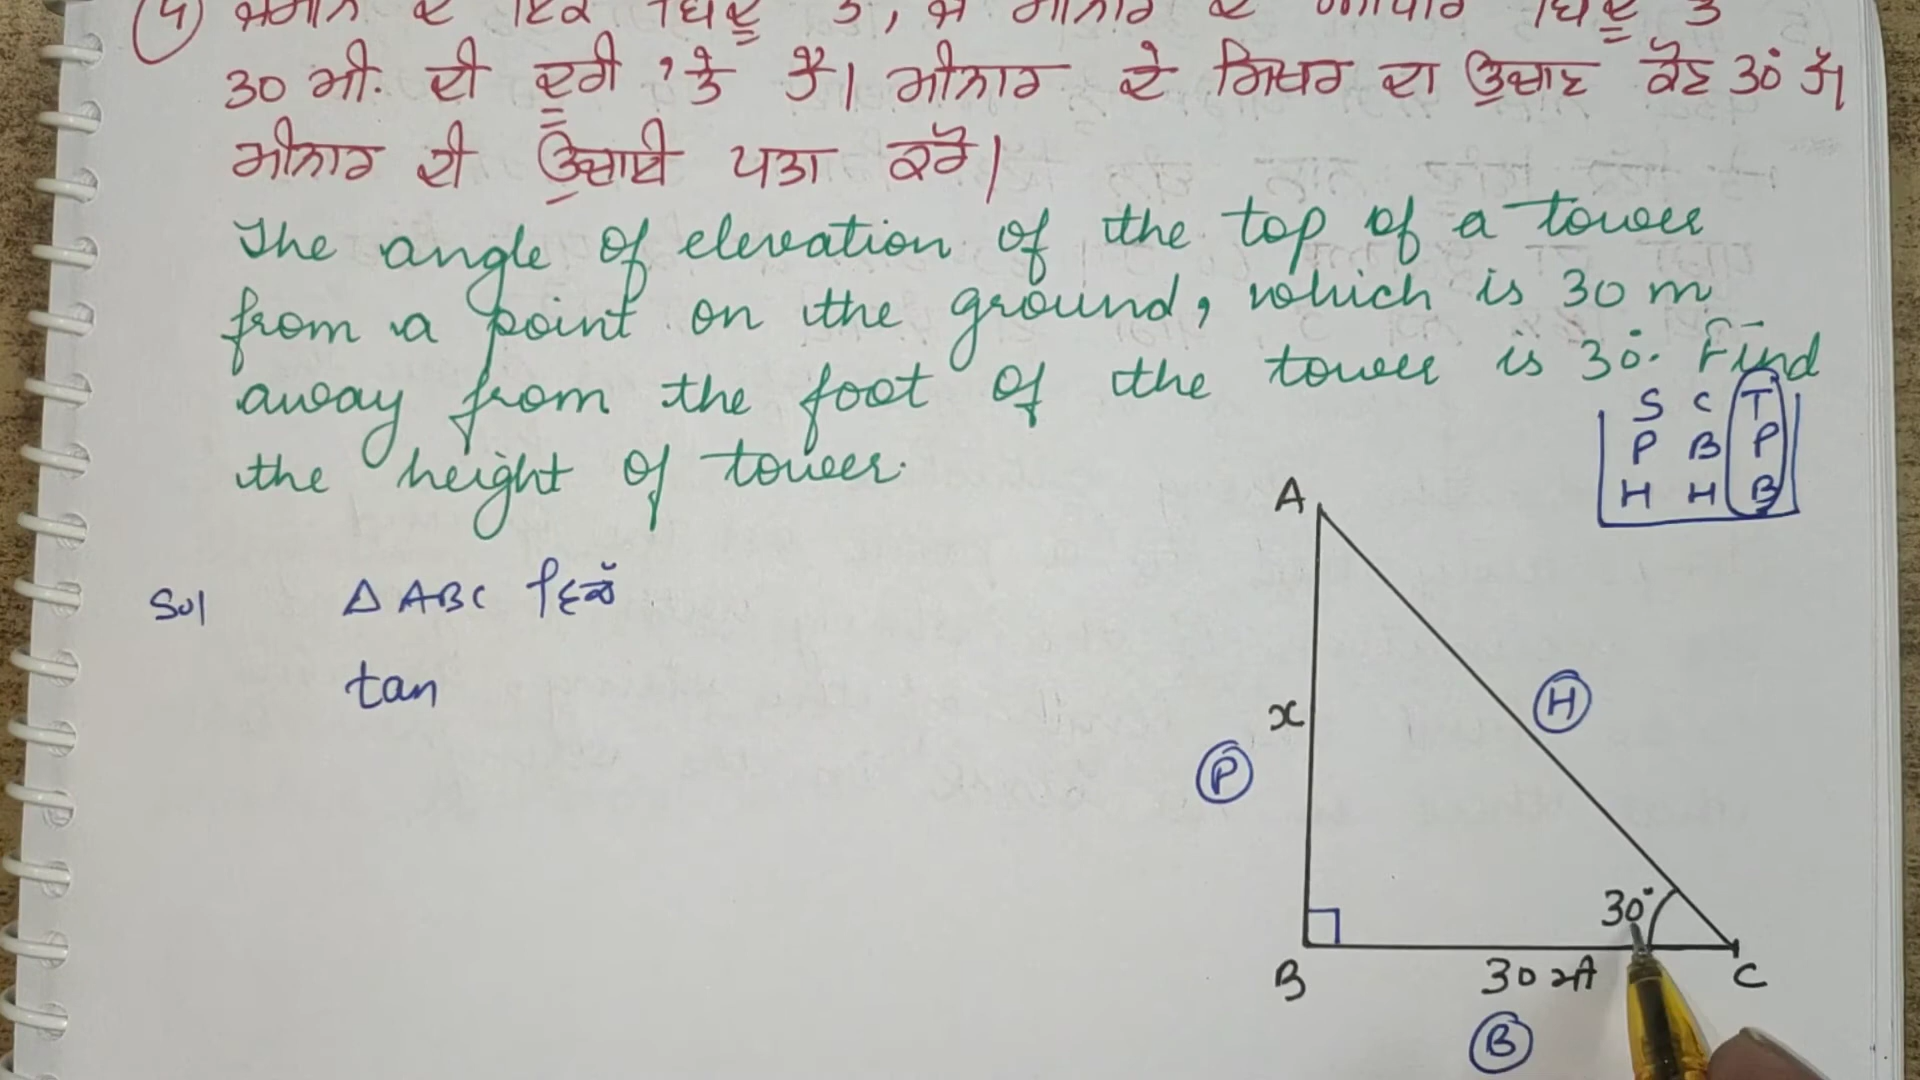 30 ਮੀ. ਦੀ ਦੂਰੀ 'ਤੇ ਹੈ। ਮੀਨਾਰ ਦੇ ਸਿਖਰ ਦਾ ਉਚਾਣ ਕੋਣ 30° ਹੈ।
ਮੀਨਾਰ ਦੀ ਉਚਾਈ ਪਤਾ ਕਰੋ।
The angle of elevation of the top of a tower
from a point on the ground, which is 30 m
away from the foot of the tower is 30°. Find
the height of tower.
S C T
P B P
H H B
Sol Δ ABC ਵਿੱਚ
tan
A
x
H
P
30°
B 30 ਮੀ C
B